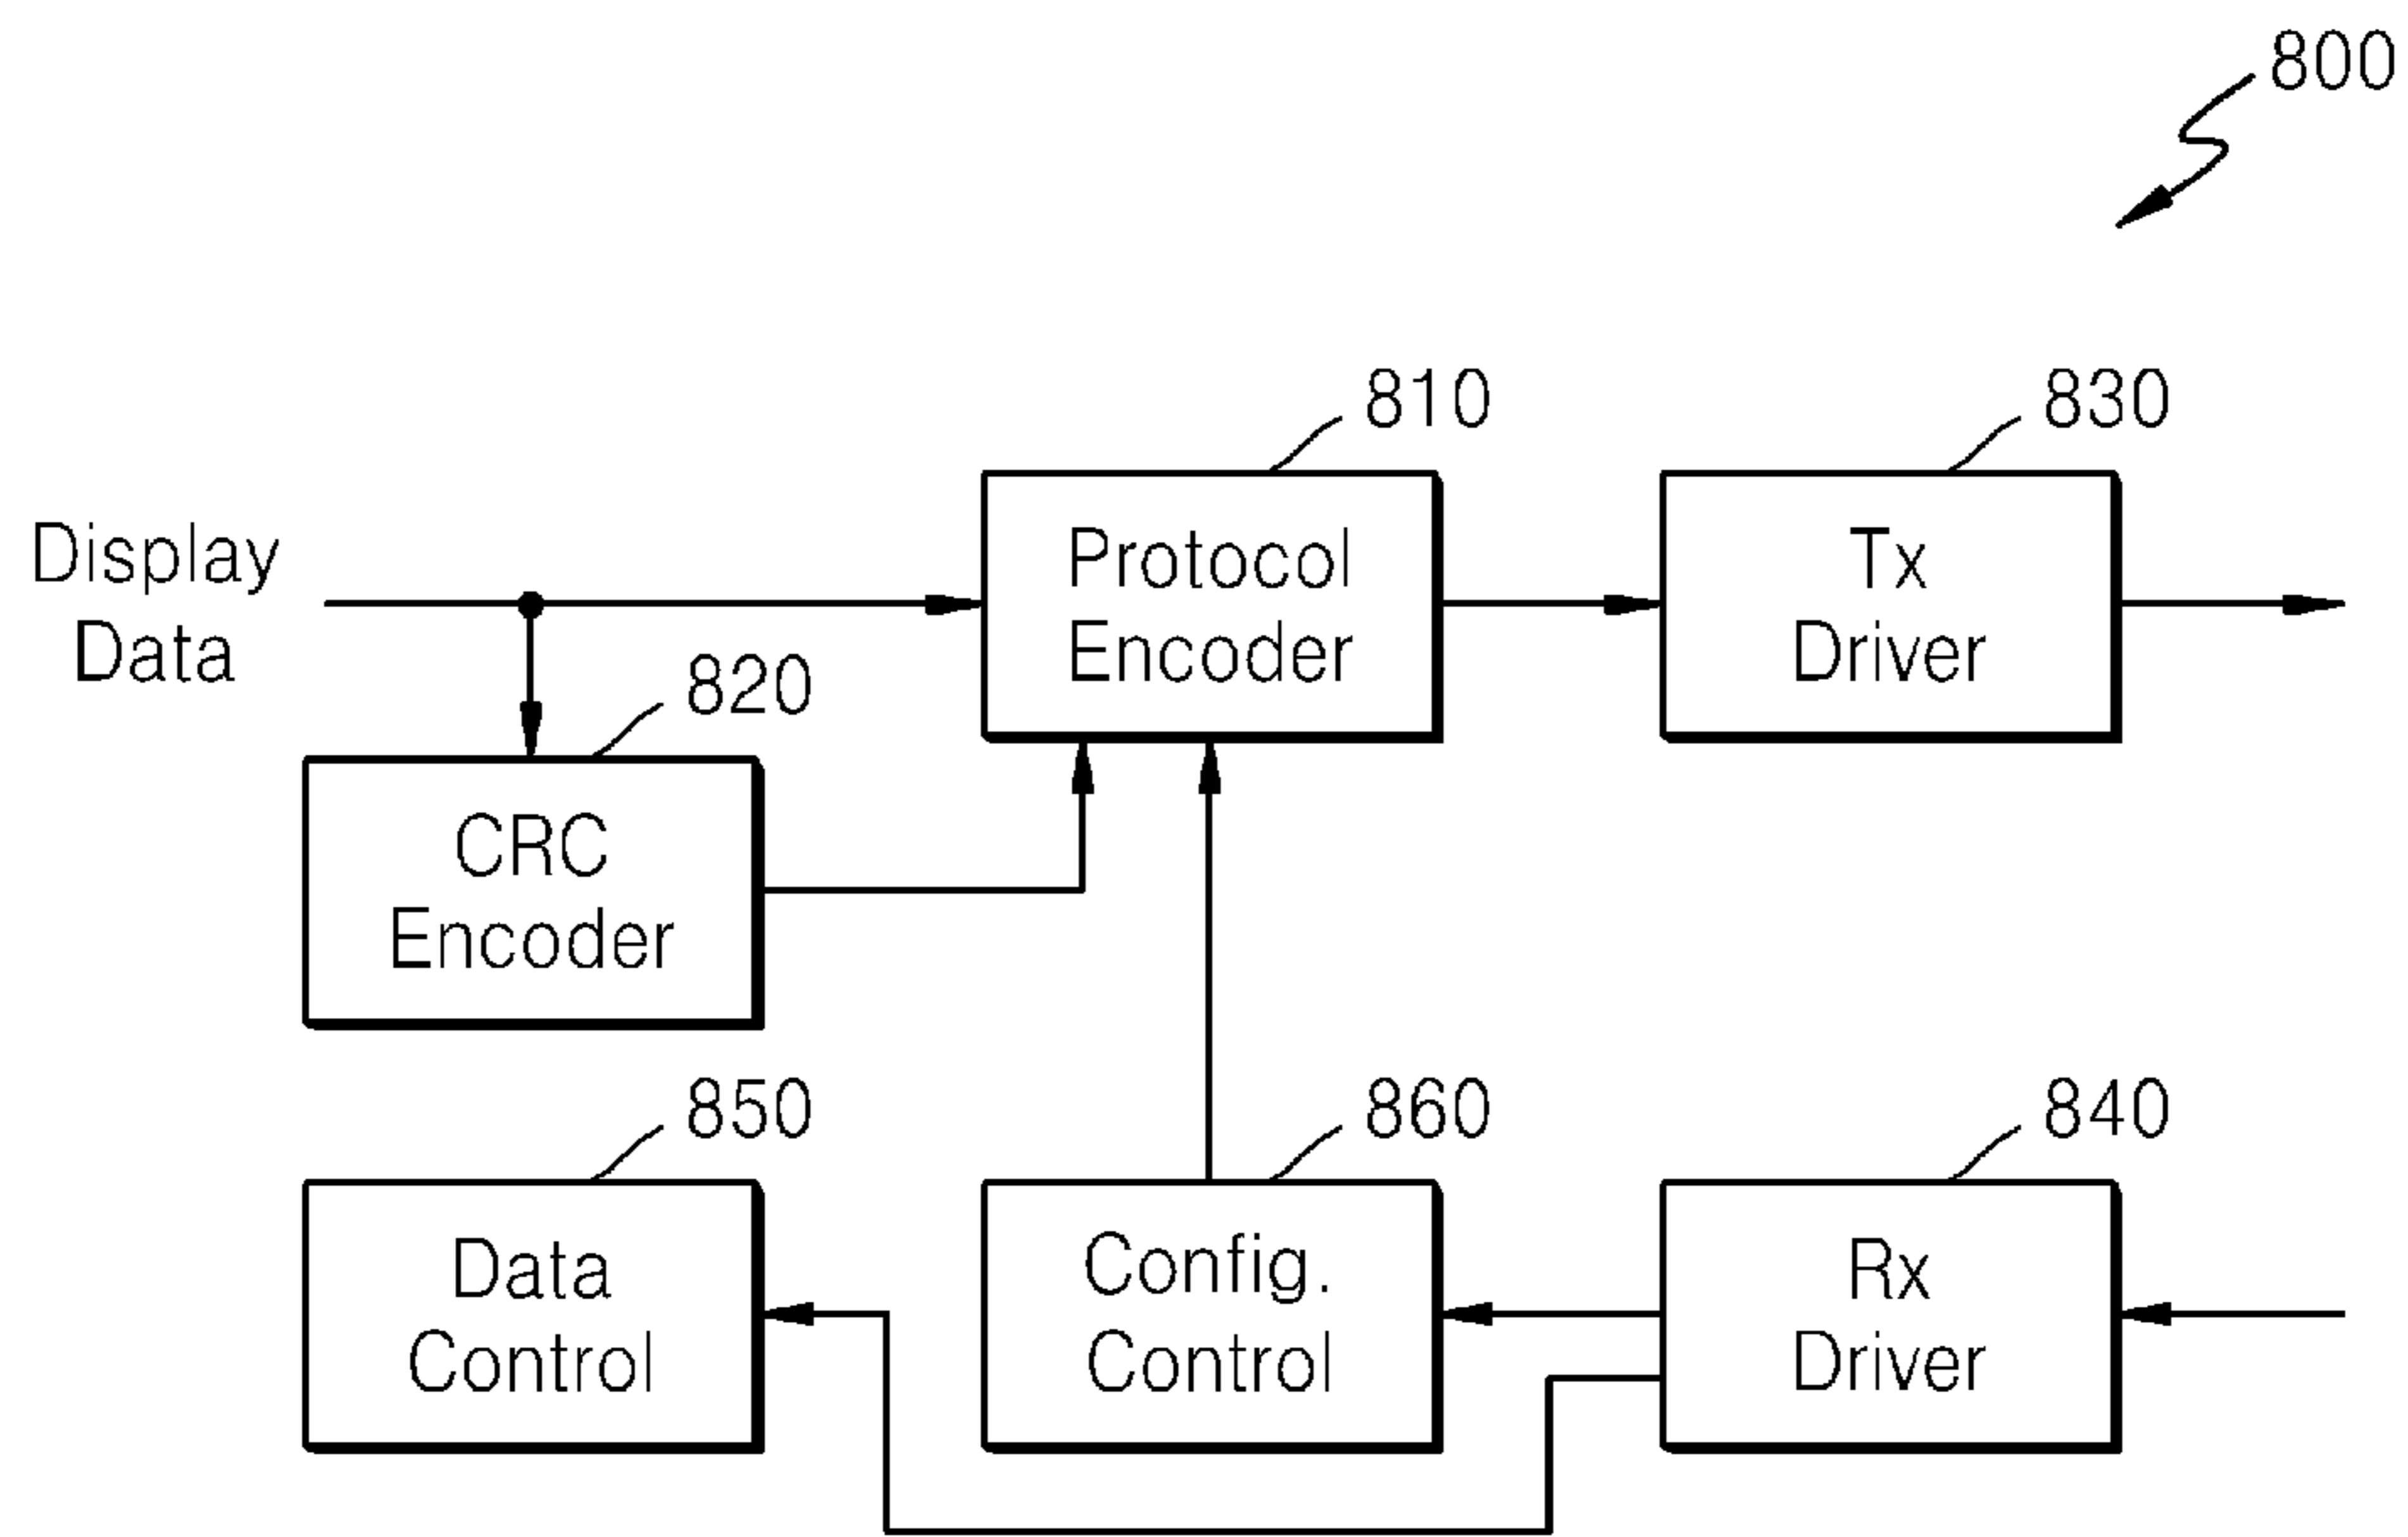 800
810
830
Display
Data
Protocol
Encoder
Tx
Driver
820
CRC
Encoder
850
860
840
Data
Control
Config.
Control
Rx
Driver